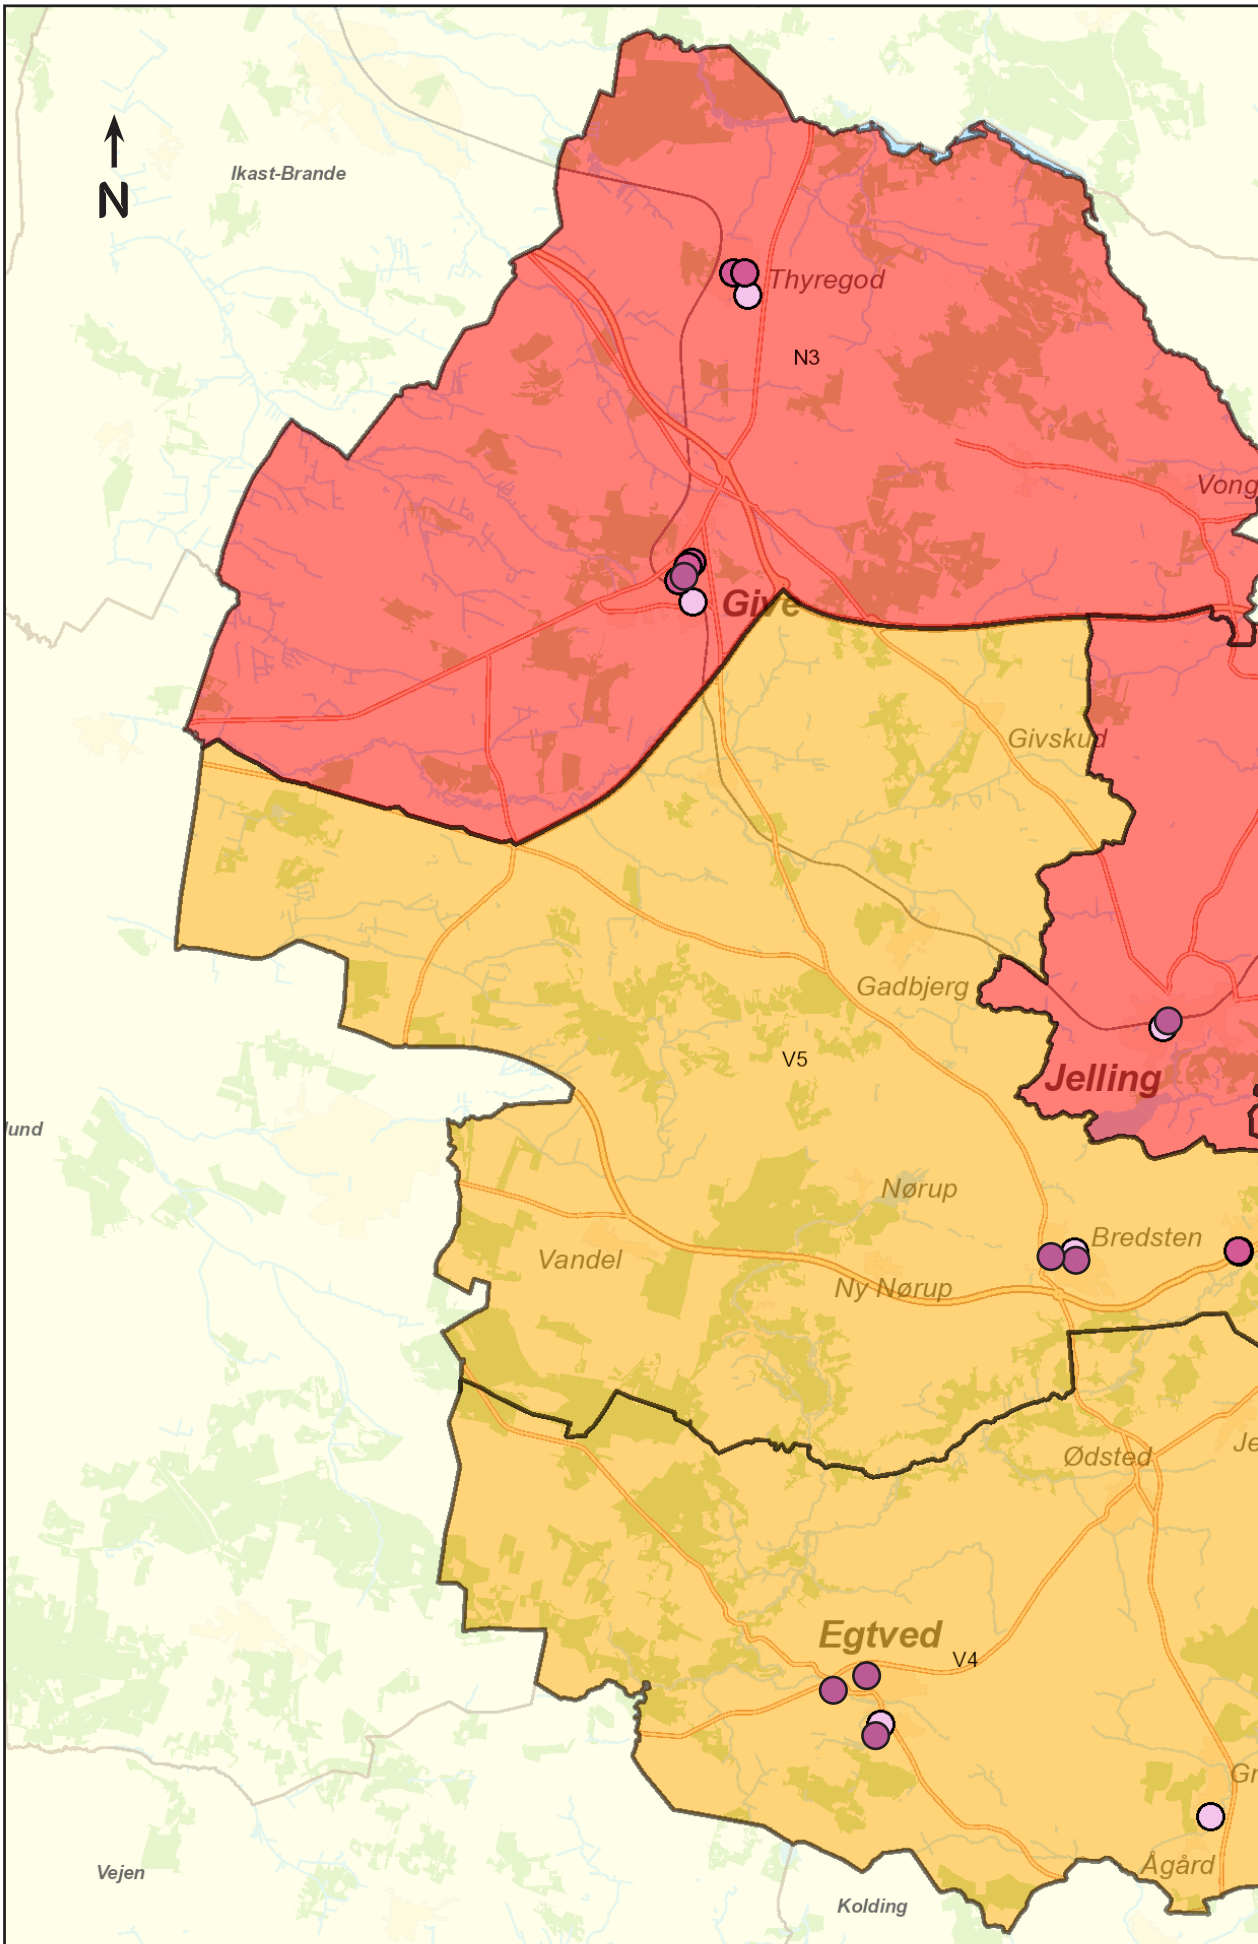 Ikast-Brande
N
Thyregod
N3
Vong
Give
Givskud
Gadbjerg
V5
Jelling
lund
Nørup
Bredsten
Vandel
Ny Nørup
Ødsted
Je
Egtved
V4
Gr
Ågård
Vejen
Kolding